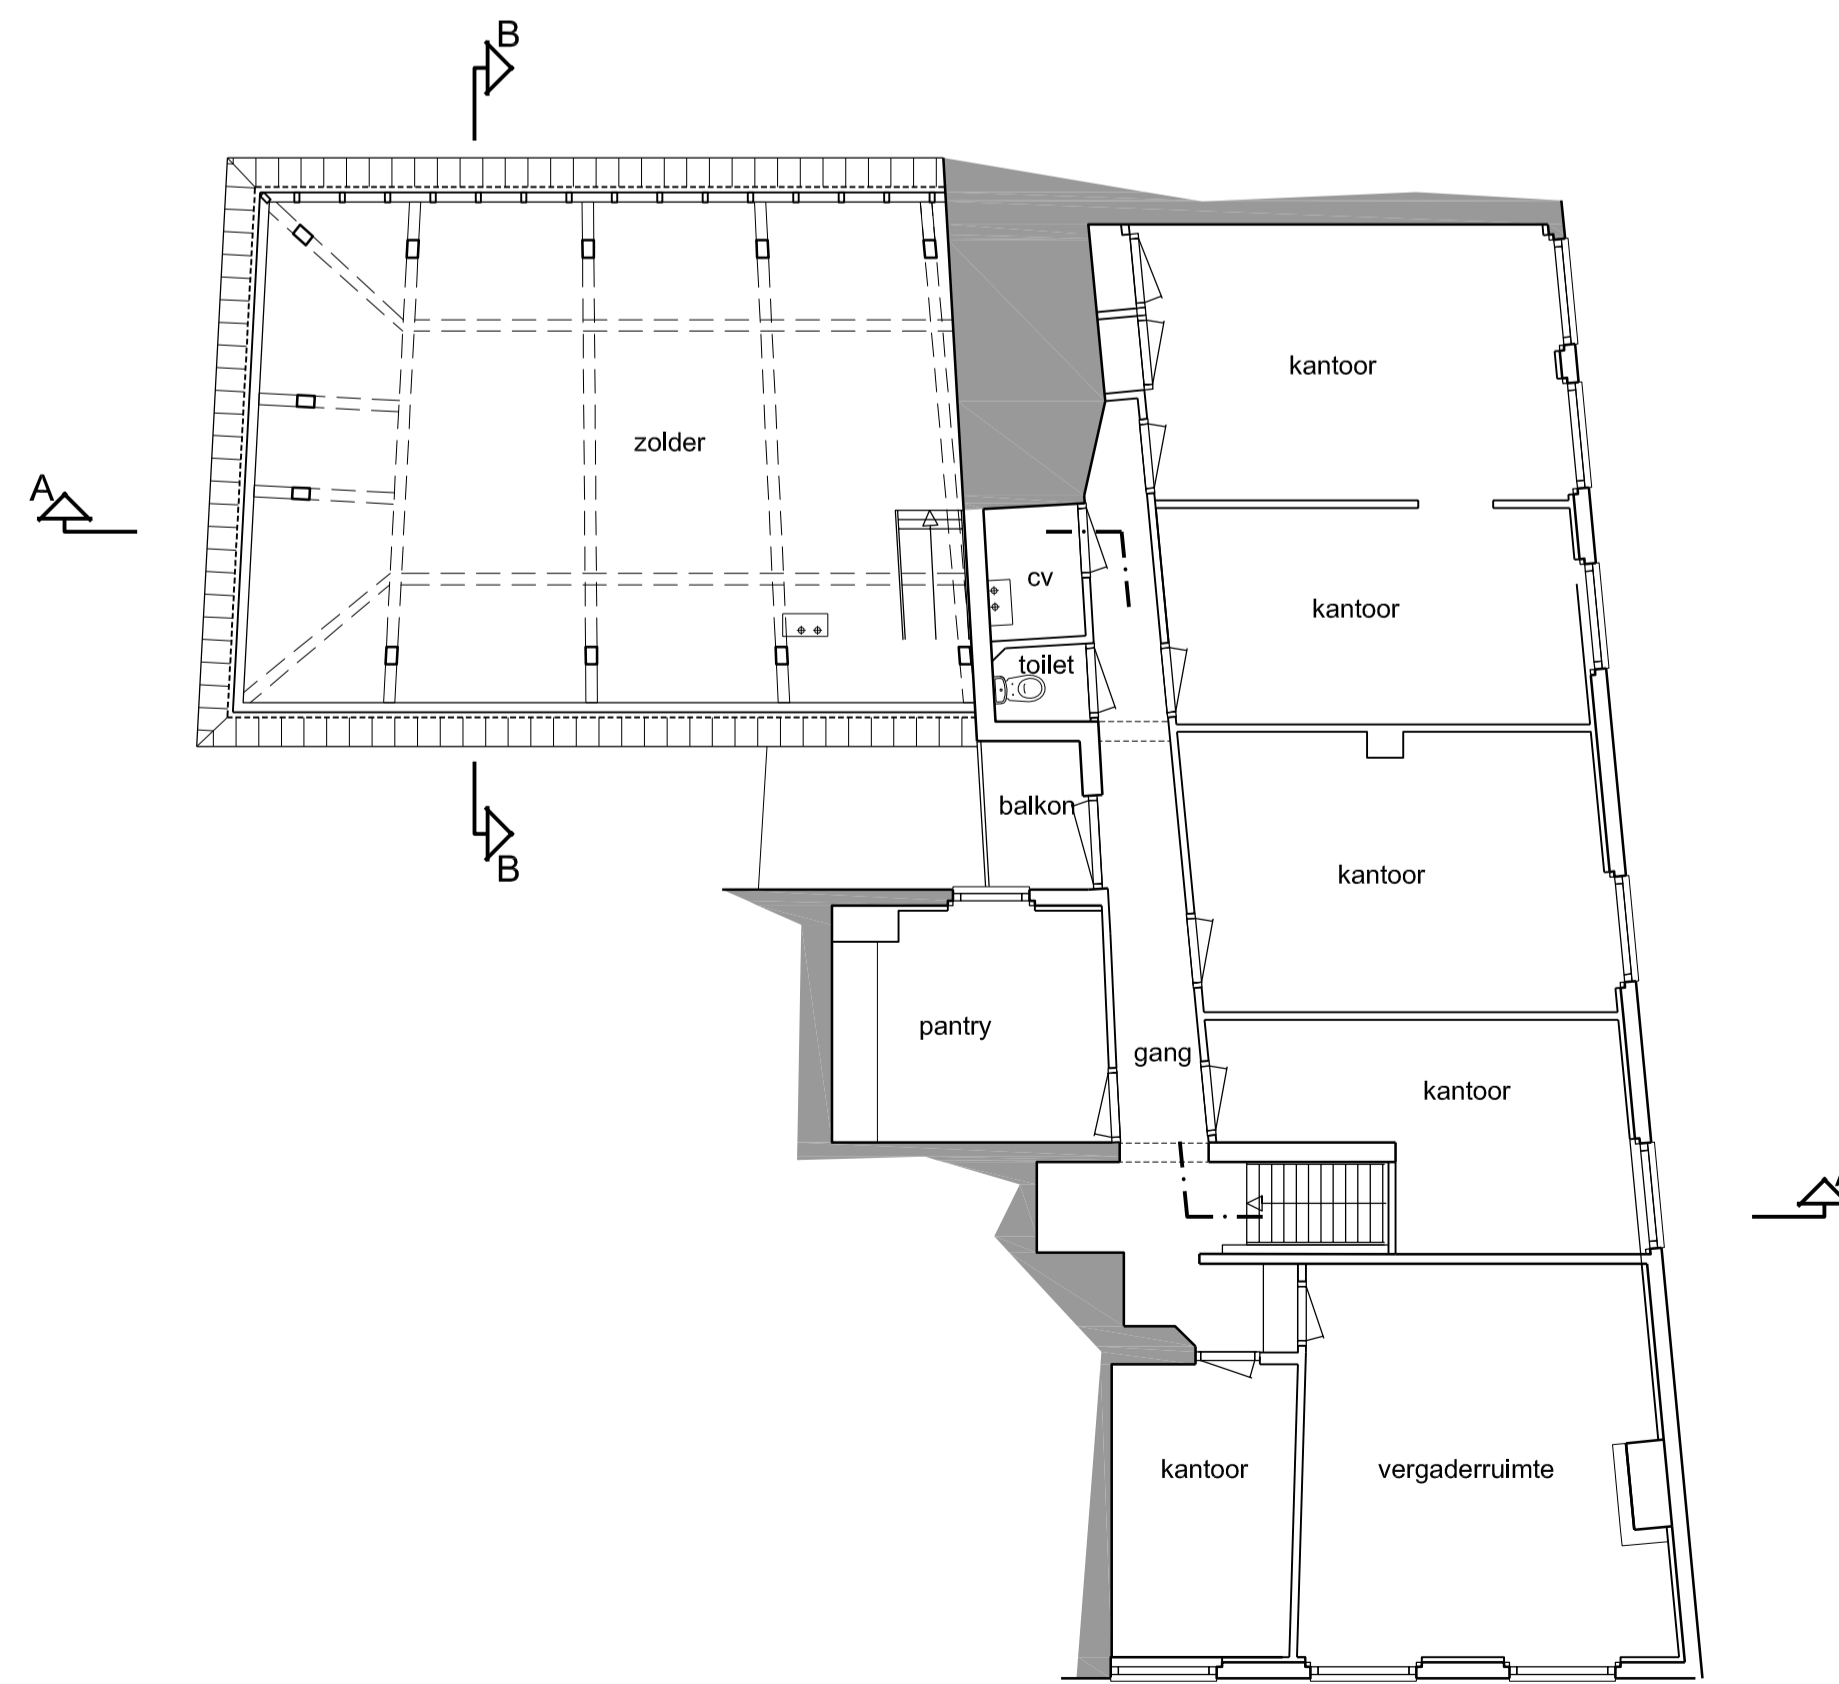 B
kantoor
zolder
A
cv
kantoor
toilet
balkon
B
kantoor
pantry
gang
kantoor
A
kantoor
vergaderruimte